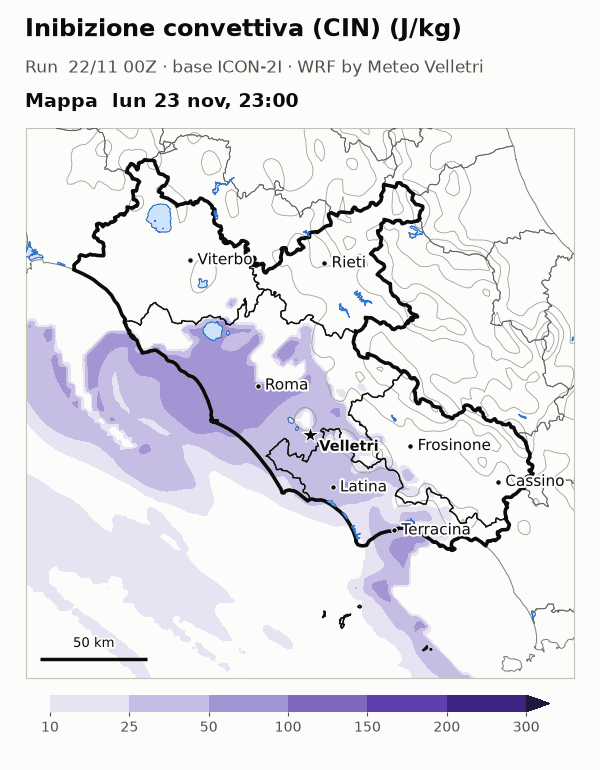 Inibizione convettiva (CIN) (J/kg)
Run  22/11 00Z · base ICON-2I · WRF by Meteo Velletri
Mappa  lun 23 nov, 23:00
Viterbo
Rieti
Roma
Velletri
Frosinone
Latina
Cassino
Terracina
50 km
10 25 50 100 150 200 300